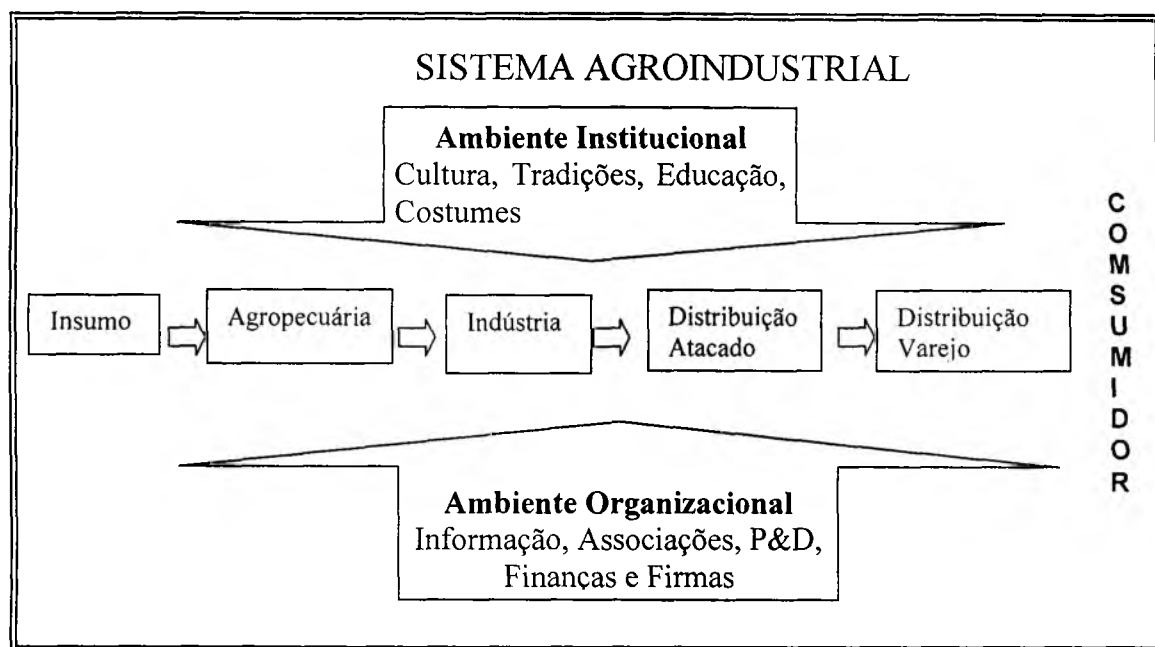 SISTEMA AGROINDUSTRIAL
Ambiente Institucional
Cultura, Tradições, Educação,
Costumes
Insumo
Agropecuária
Indústria
Distribuição
Atacado
Distribuição
Varejo
COMSUMIDOR
Ambiente Organizacional
Informação, Associações, P&D,
Finanças e Firmas